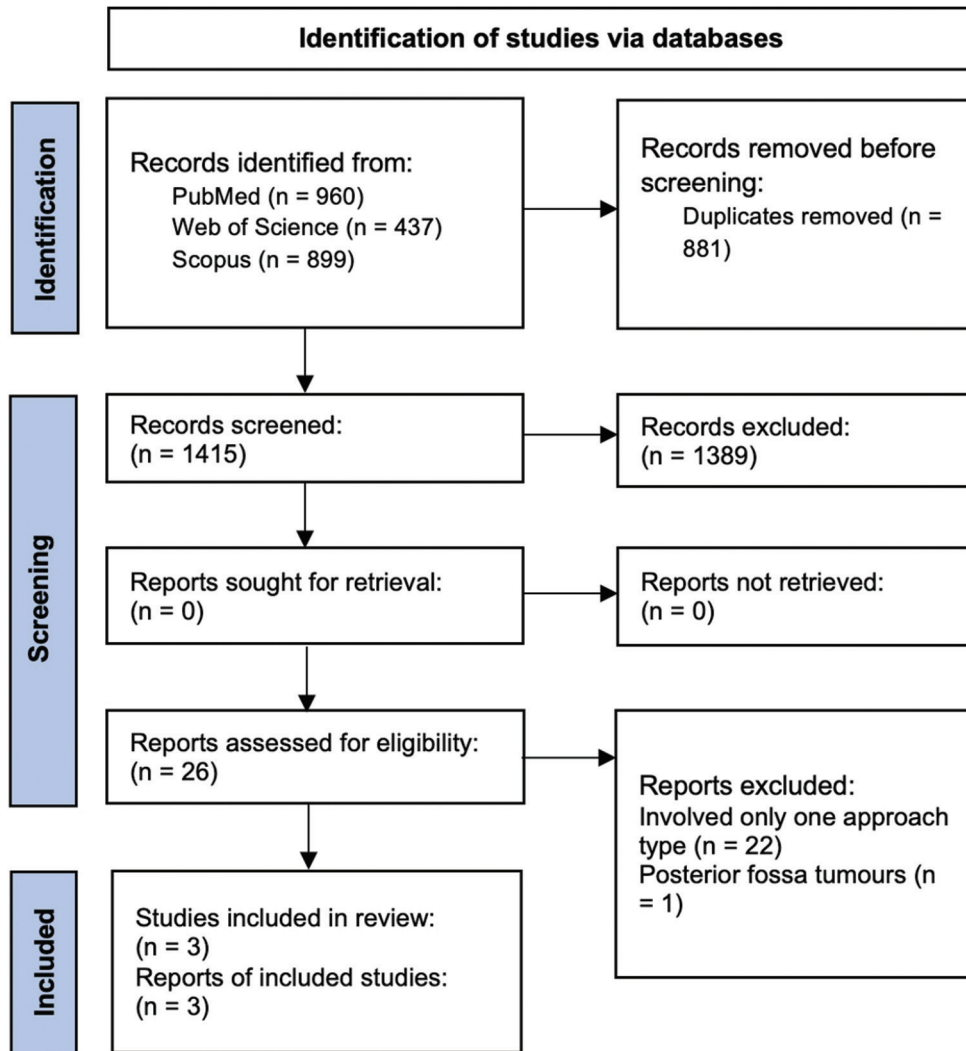 Identification of studies via databases
Identification
Records identified from:
PubMed (n = 960)
Web of Science (n = 437)
Scopus (n = 899)
Records removed before
screening:
Duplicates removed (n =
881)
Screening
Records screened:
(n = 1415)
Records excluded:
(n = 1389)
Reports sought for retrieval:
(n = 0)
Reports not retrieved:
(n = 0)
Reports assessed for eligibility:
(n = 26)
Reports excluded:
Involved only one approach
type (n = 22)
Posterior fossa tumours (n
= 1)
Included
Studies included in review:
(n = 3)
Reports of included studies:
(n = 3)